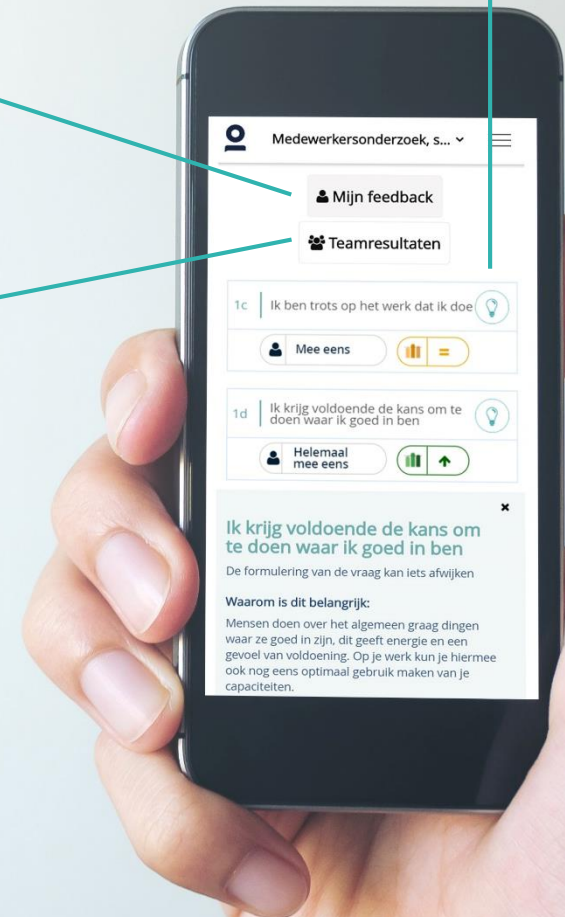 Medewerkersonderzoek, s...
Mijn feedback
Teamresultaten
1c Ik ben trots op het werk dat ik doe
Mee eens
=
1d Ik krijg voldoende de kans om te
doen waar ik goed in ben
Helemaal
mee eens
Ik krijg voldoende de kans om
te doen waar ik goed in ben
De formulering van de vraag kan iets afwijken
Waarom is dit belangrijk:
Mensen doen over het algemeen graag dingen
waar ze goed in zijn, dit geeft energie en een
gevoel van voldoening. Op je werk kun je hiermee
ook nog eens optimaal gebruik maken van je
capaciteiten.